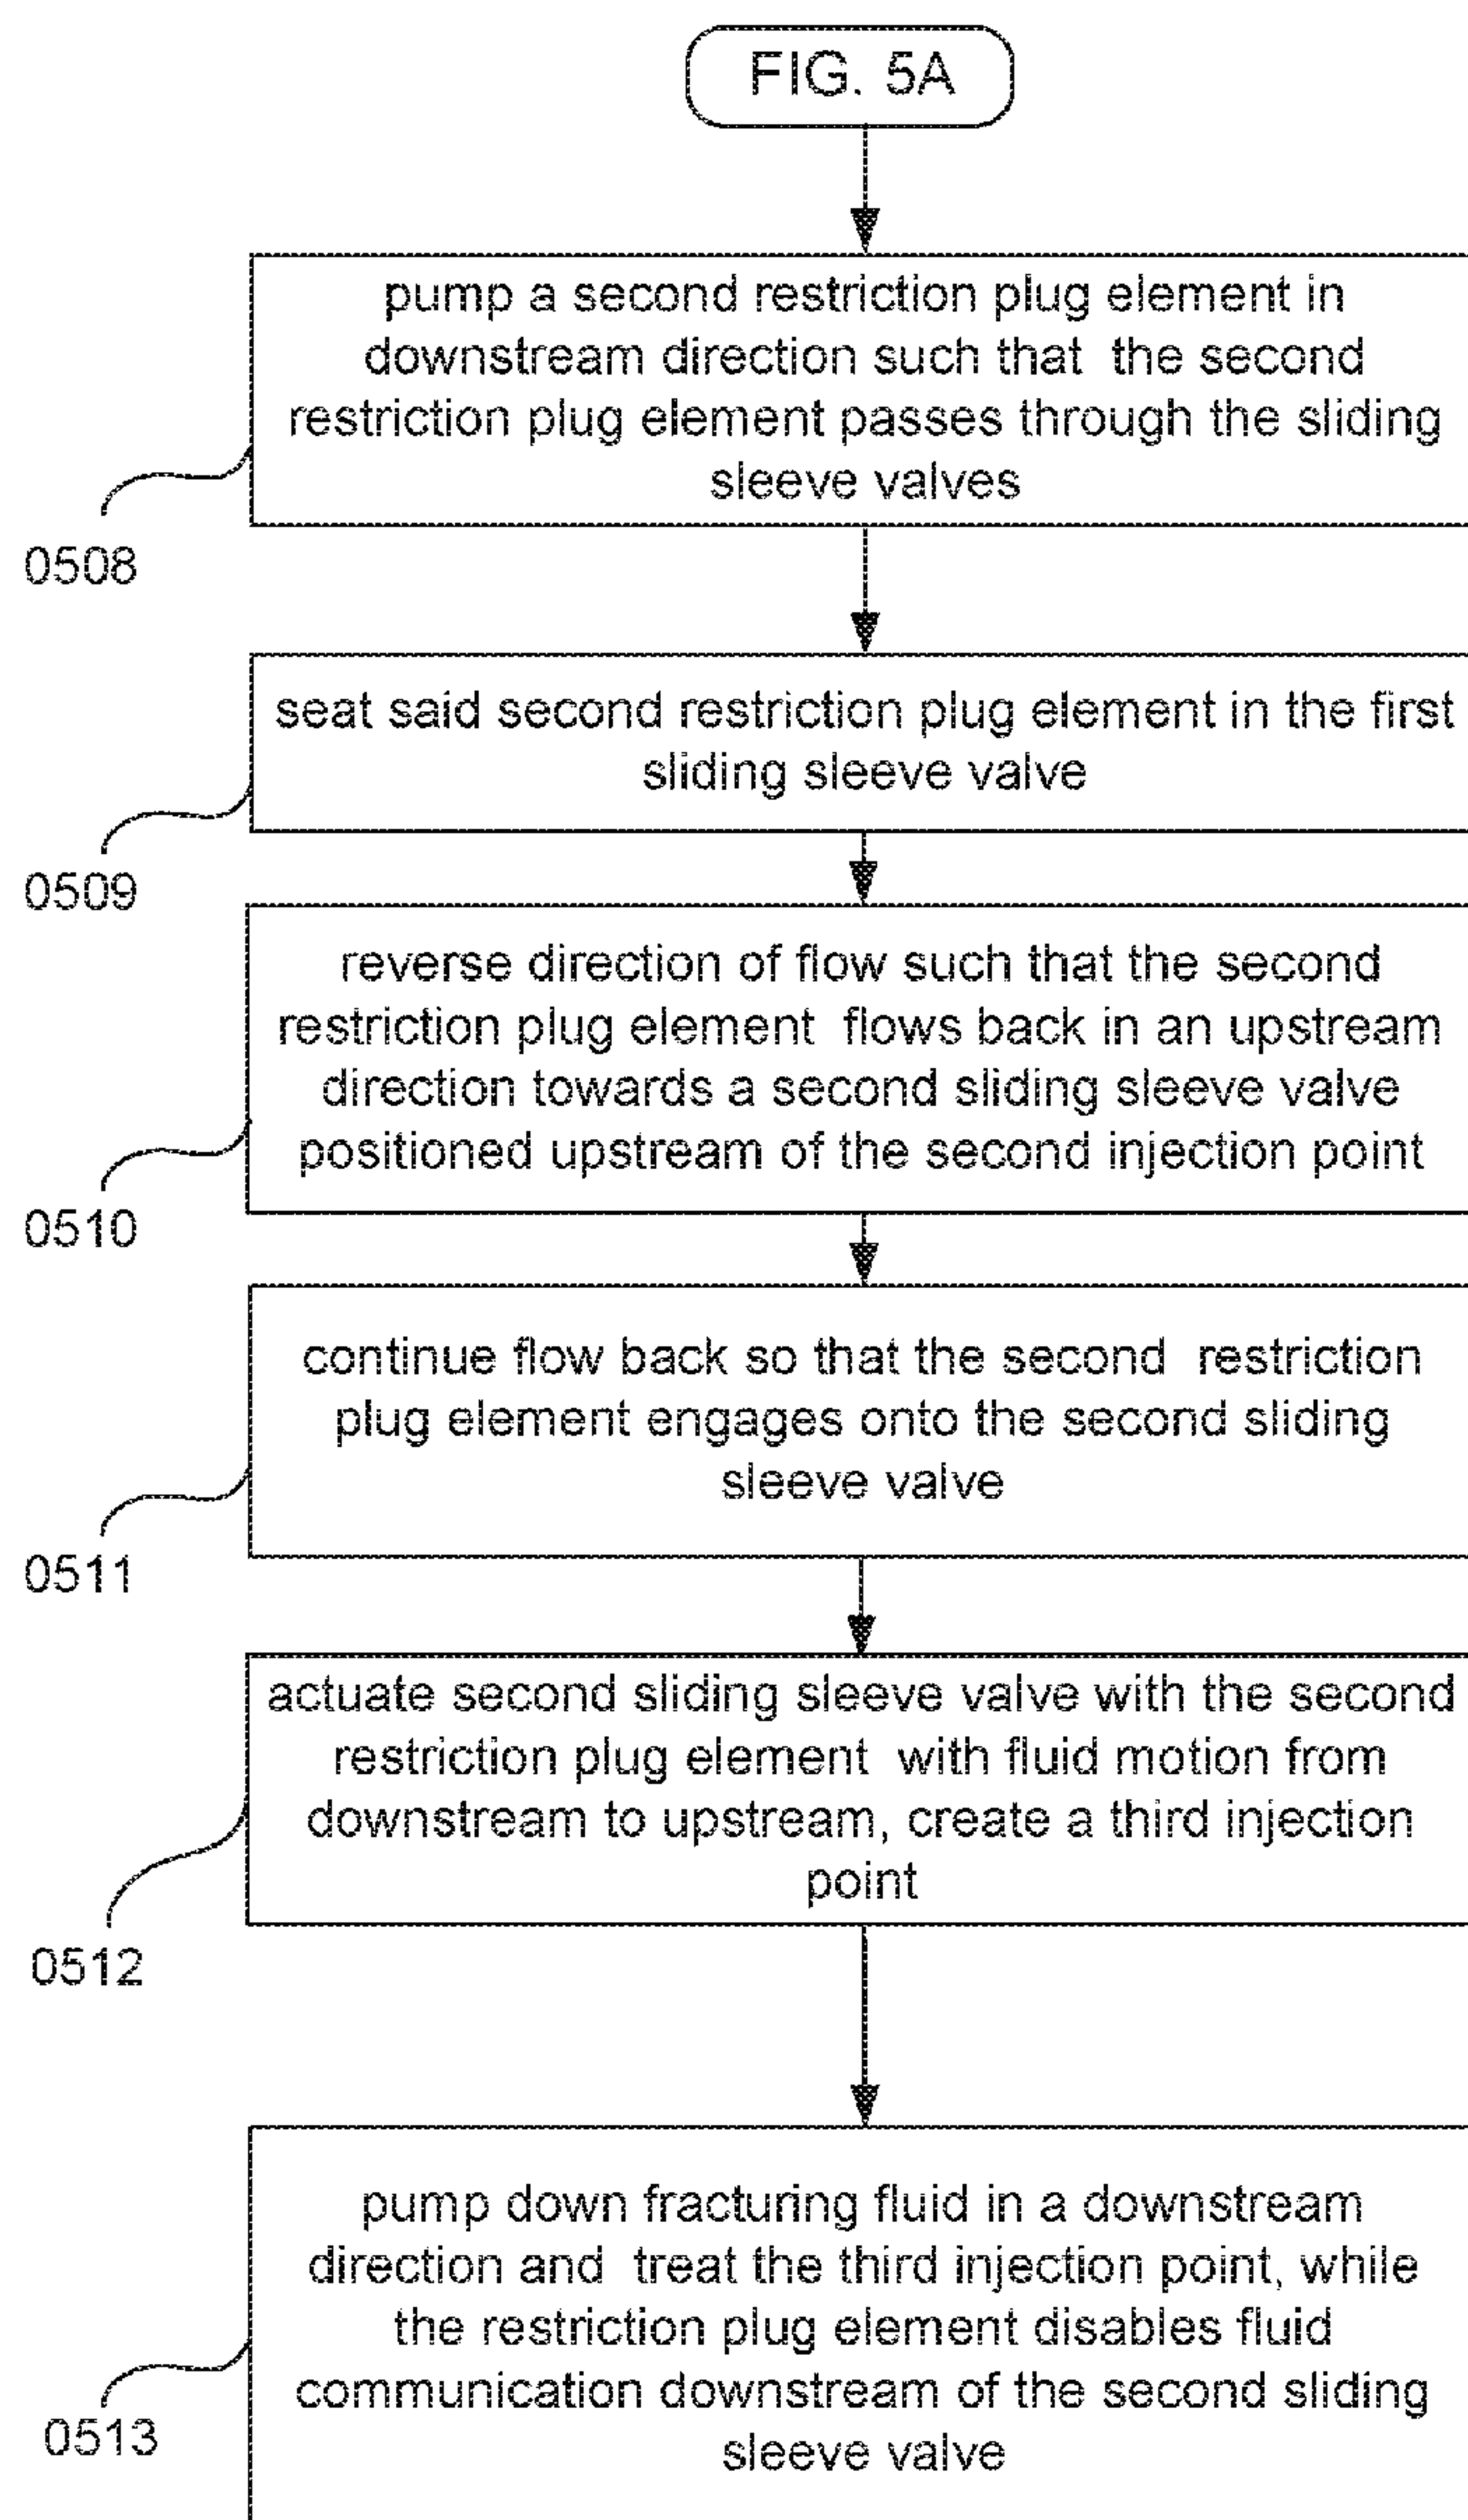 FIG. 5A
pump a second restriction plug element in
downstream direction such that the second
restriction plug element passes through the sliding
sleeve valves
0508
seat said second restriction plug element in the first
sliding sleeve valve
0509
reverse direction of flow such that the second
restriction plug element flows back in an upstream
direction towards a second sliding sleeve valve
positioned upstream of the second injection point
0510
continue flow back so that the second restriction
plug element engages onto the second sliding
sleeve valve
0511
actuate second sliding sleeve valve with the second
restriction plug element with fluid motion from
downstream to upstream, create a third injection
point
0512
pump down fracturing fluid in a downstream
direction and treat the third injection point, while
the restriction plug element disables fluid
communication downstream of the second sliding
sleeve valve
0513